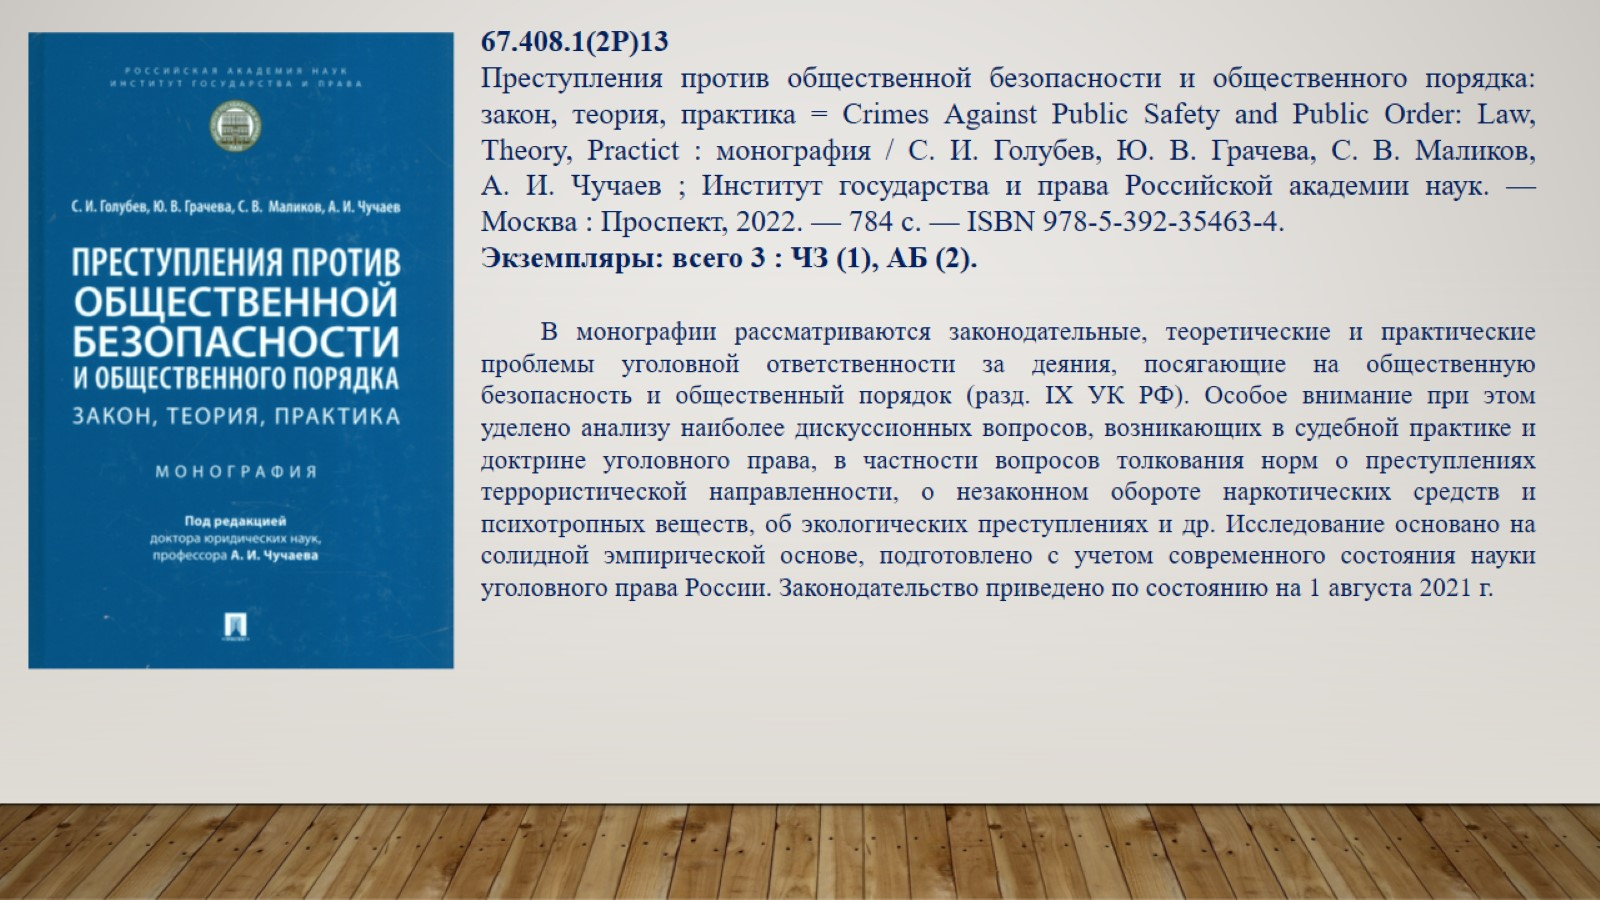 РОССИЙСКАЯ АКАДЕМИЯ НАУК
ИНСТИТУТ ГОСУДАРСТВА И ПРАВА
С. И. Голубев, Ю. В. Грачева, С. В. Маликов, А. И. Чучаев
ПРЕСТУПЛЕНИЯ ПРОТИВ
ОБЩЕСТВЕННОЙ
БЕЗОПАСНОСТИ
И ОБЩЕСТВЕННОГО ПОРЯДКА
ЗАКОН, ТЕОРИЯ, ПРАКТИКА
МОНОГРАФИЯ
Под редакцией
доктора юридических наук,
профессора А. И. Чучаева
67.408.1(2Р)13
Преступления против общественной безопасности и общественного порядка:
закон, теория, практика = Crimes Against Public Safety and Public Order: Law,
Theory, Practict : монография / С. И. Голубев, Ю. В. Грачева, С. В. Маликов,
А. И. Чучаев ; Институт государства и права Российской академии наук. —
Москва : Проспект, 2022. — 784 с. — ISBN 978-5-392-35463-4.
Экземпляры: всего 3 : ЧЗ (1), АБ (2).
В монографии рассматриваются законодательные, теоретические и практические
проблемы уголовной ответственности за деяния, посягающие на общественную
безопасность и общественный порядок (разд. IX УК РФ). Особое внимание при этом
уделено анализу наиболее дискуссионных вопросов, возникающих в судебной практике и
доктрине уголовного права, в частности вопросов толкования норм о преступлениях
террористической направленности, о незаконном обороте наркотических средств и
психотропных веществ, об экологических преступлениях и др. Исследование основано на
солидной эмпирической основе, подготовлено с учетом современного состояния науки
уголовного права России. Законодательство приведено по состоянию на 1 августа 2021 г.